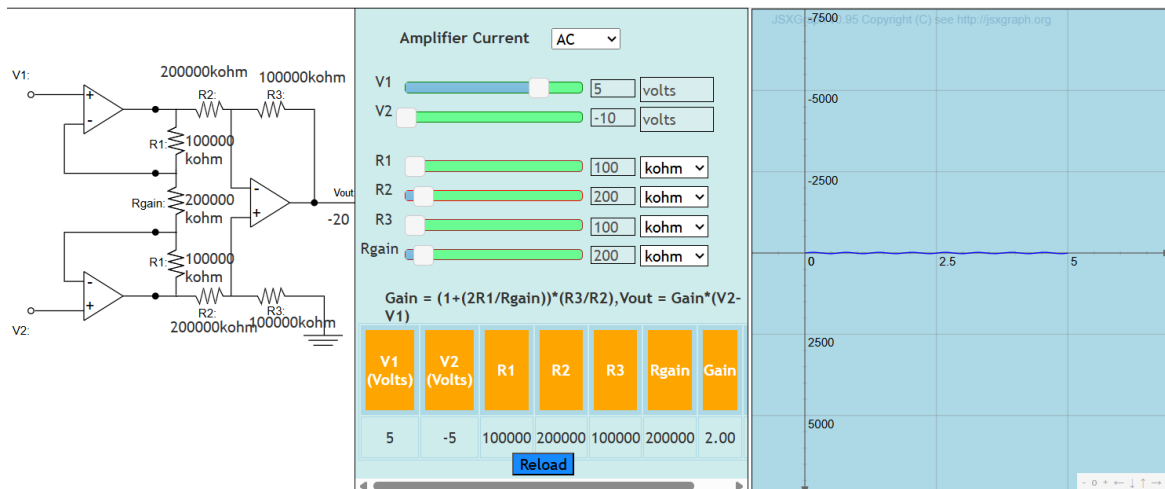 V1:
200000kohm
100000kohm
R2:
R3:
+
-
R1:
100000
kohm
Rgain:
200000
kohm
-
+
Vout
-20
R1:
100000
kohm
-
+
R2:
R3:
200000kohm
100000kohm
V2:
Amplifier Current AC
V1 5 volts
V2 -10 volts
R1 100 kohm
R2 200 kohm
R3 100 kohm
Rgain 200 kohm
Gain = (1+(2R1/Rgain))*(R3/R2),Vout = Gain*(V2-
V1)
V1 (Volts) V2 (Volts) R1 R2 R3 Rgain Gain
5 -5 100000 200000 100000 200000 2.00
Reload
-7500
.95 Copyright (C) see http://jsxgraph.org
-5000
-2500
0 2.5 5
2500
5000
- o + ← ↓ ↑ →